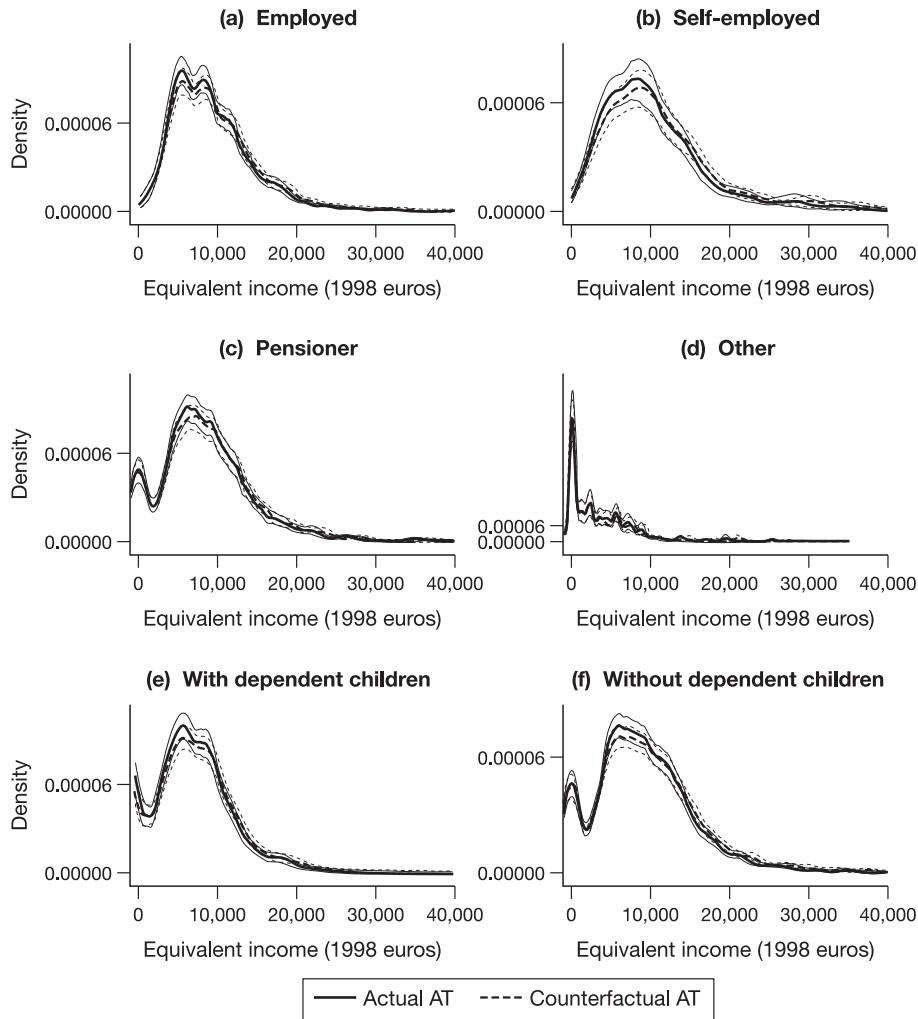 (a) Employed
Density
0.00006
0.00000
0 10,000 20,000 30,000 40,000
Equivalent income (1998 euros)
(b) Self-employed
0.00006
0.00000
0 10,000 20,000 30,000 40,000
Equivalent income (1998 euros)
(c) Pensioner
Density
0.00006
0.00000
0 10,000 20,000 30,000 40,000
Equivalent income (1998 euros)
(d) Other
0.00006
0.00000
0 10,000 20,000 30,000 40,000
Equivalent income (1998 euros)
(e) With dependent children
Density
0.00006
0.00000
0 10,000 20,000 30,000 40,000
Equivalent income (1998 euros)
(f) Without dependent children
0.00006
0.00000
0 10,000 20,000 30,000 40,000
Equivalent income (1998 euros)
Actual AT Counterfactual AT